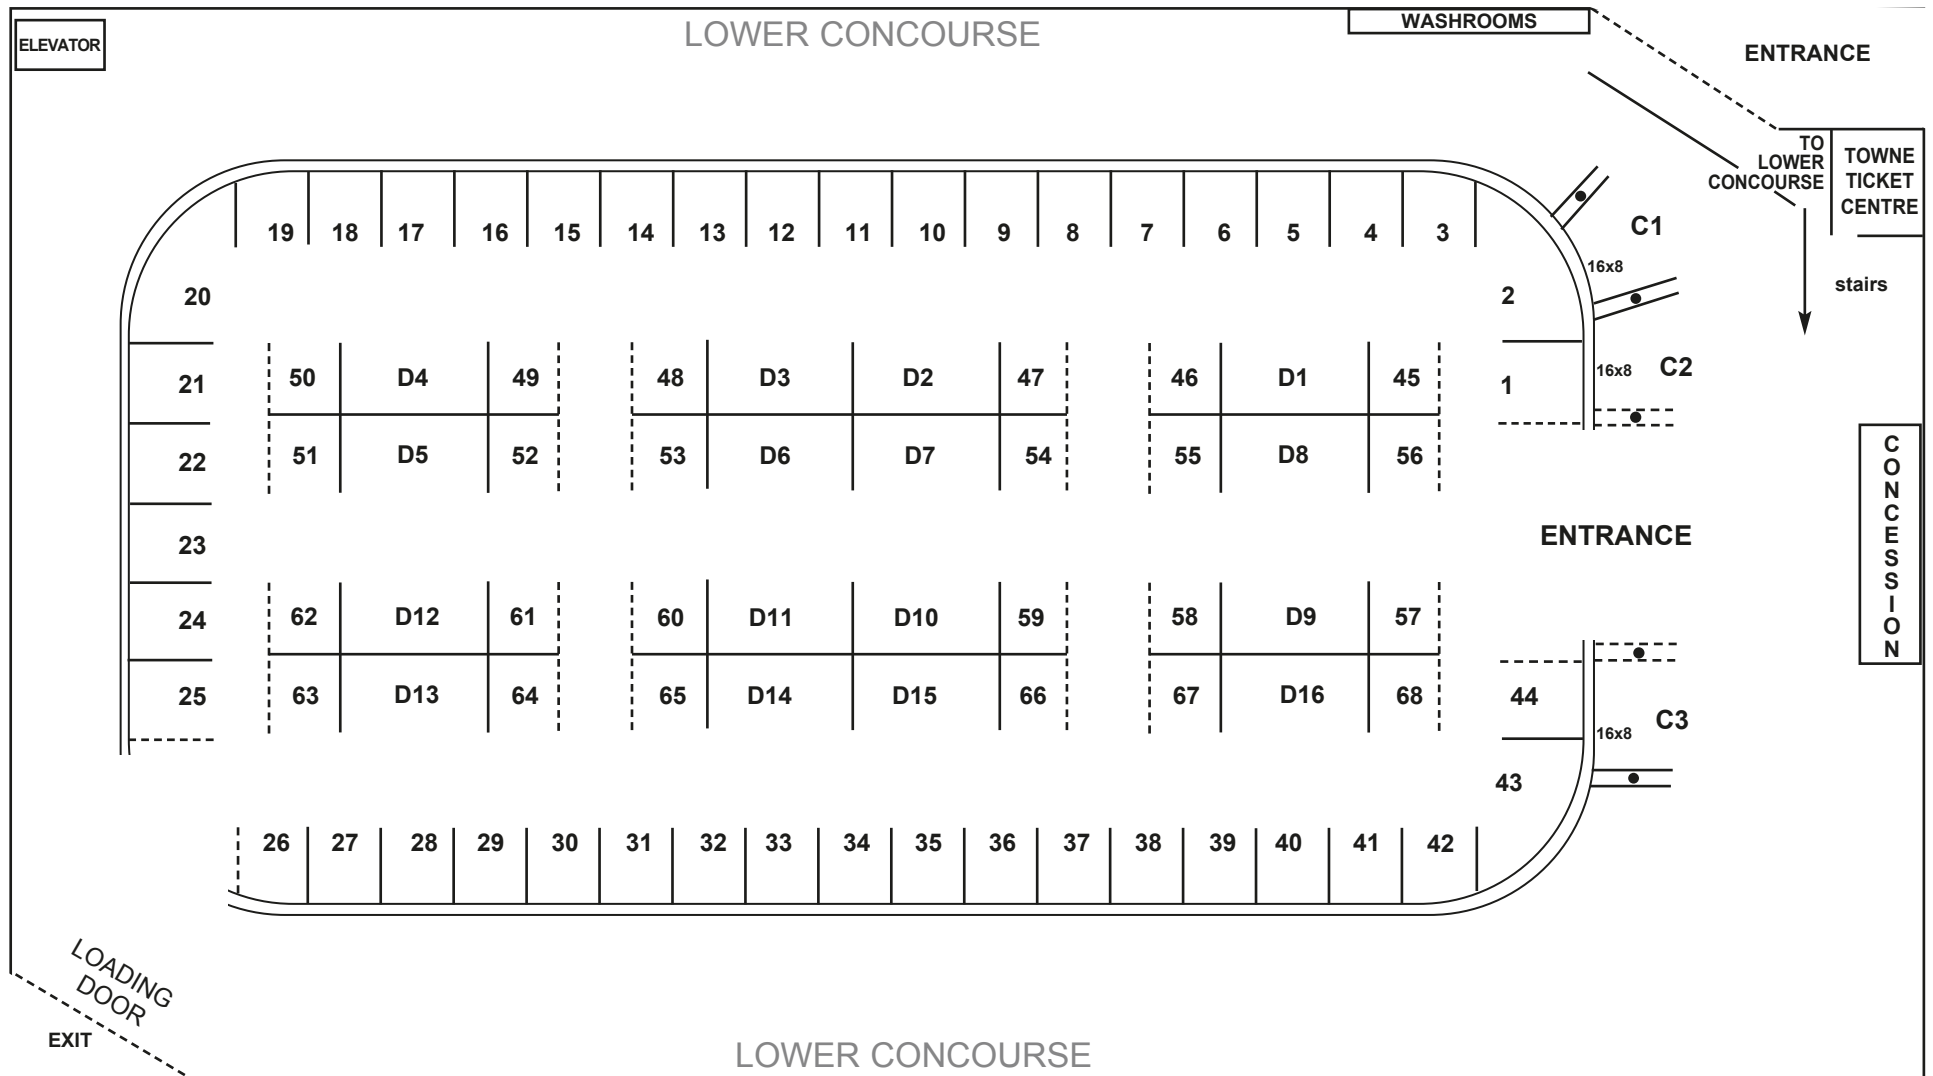 LOWER CONCOURSE
WASHROOMS
ELEVATOR
ENTRANCE
TO
LOWER
CONCOURSE
TOWNE
TICKET
CENTRE
19 18 17 16 15 14 13 12 11 10 9 8 7 6 5 4 3
C1
16x8
stairs
20
2
21
50 D4 49 48 D3 D2 47 46 D1 45
1
16x8
C2
22
51 D5 52 53 D6 D7 54 55 D8 56
CONCESSION
23
ENTRANCE
24
62 D12 61 60 D11 D10 59 58 D9 57
25
63 D13 64 65 D14 D15 66 67 D16 68
44
16x8
C3
43
26 27 28 29 30 31 32 33 34 35 36 37 38 39 40 41 42
LOADING
DOOR
EXIT
LOWER CONCOURSE